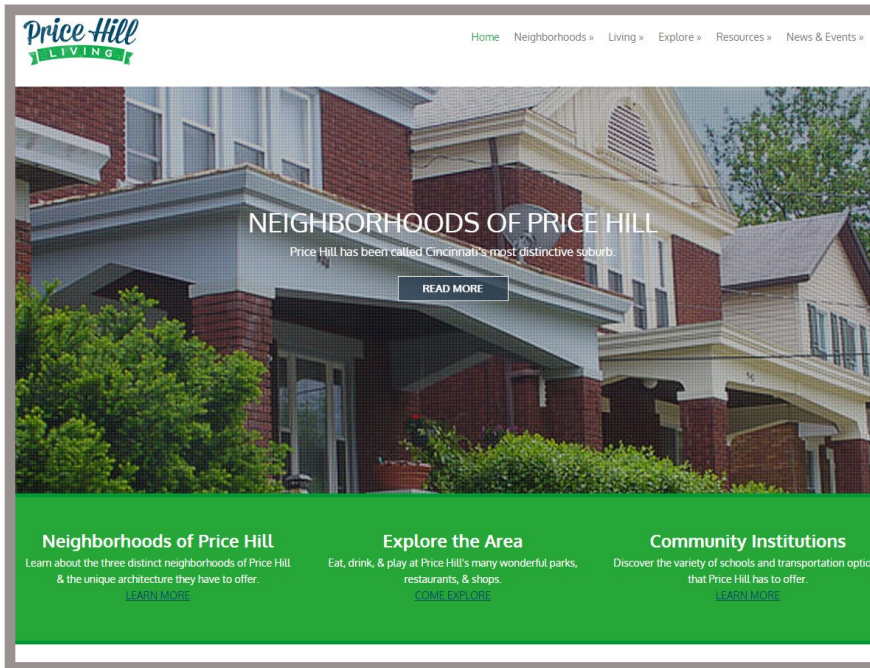 Price Hill
LIVING
Home Neighborhoods » Living » Explore » Resources » News & Events »
NEIGHBORHOODS OF PRICE HILL
Price Hill has been called Cincinnati's most distinctive suburb.
READ MORE
Neighborhoods of Price Hill
Learn about the three distinct neighborhoods of Price Hill
& the unique architecture they have to offer.
LEARN MORE
Explore the Area
Eat, drink, & play at Price Hill's many wonderful parks,
restaurants, & shops.
COME EXPLORE
Community Institutions
Discover the variety of schools and transportation optio
that Price Hill has to offer.
LEARN MORE